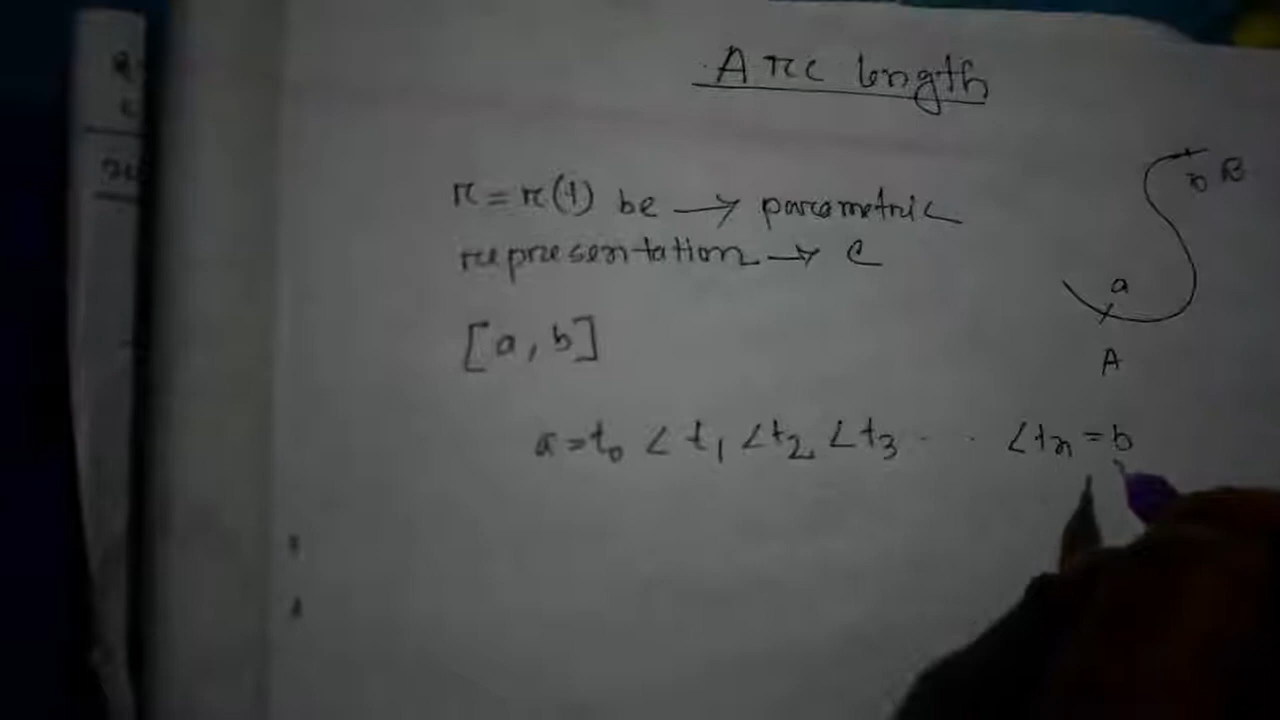 Arc length
r = r(t) be → parametric
representation → C
[a, b]
a = t₀ < t₁ < t₂ < t₃ . . < tₙ = b
b B
a
A